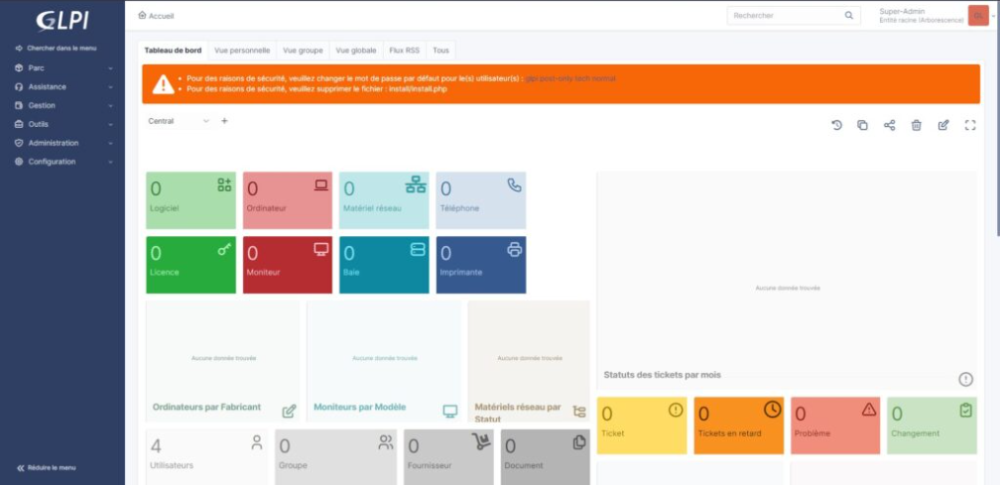 GLPI
Chercher dans le menu
Parc
Assistance
Gestion
Outils
Administration
Configuration
Réduire le menu
Accueil
Rechercher
Super-Admin
Entité racine (Arborescence)
Tableau de bord
Vue personnelle
Vue groupe
Vue globale
Flux RSS
Tous
Pour des raisons de sécurité, veuillez changer le mot de passe par défaut pour le(s) utilisateur(s) : glpi post-only tech normal
Pour des raisons de sécurité, veuillez supprimer le fichier : install/install.php
Central
0
Logiciel
0
Ordinateur
0
Matériel réseau
0
Téléphone
0
Licence
0
Moniteur
0
Baie
0
Imprimante
Aucune donnée trouvée
Ordinateurs par Fabricant
Aucune donnée trouvée
Moniteurs par Modèle
Aucune donnée trouvée
Matériels réseau par
Statut
Aucune donnée trouvée
Statuts des tickets par mois
4
Utilisateurs
0
Groupe
0
Fournisseur
0
Document
0
Ticket
0
Tickets en retard
0
Problème
0
Changement